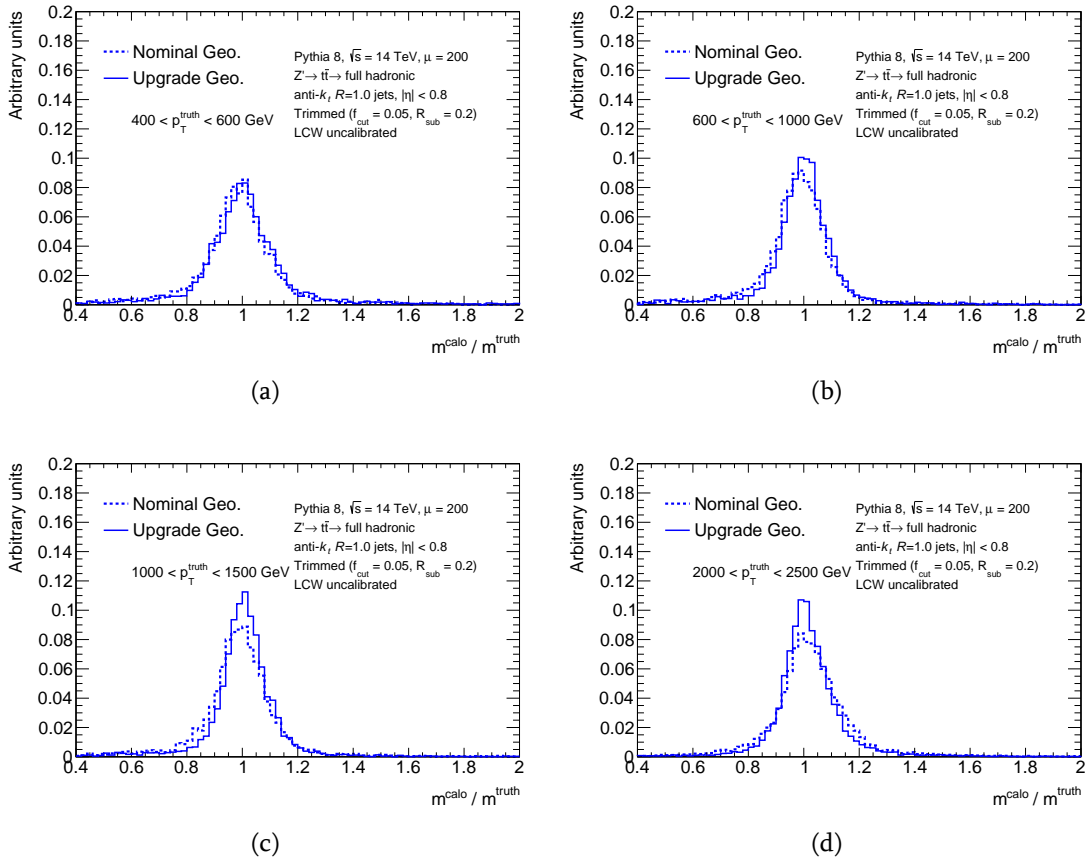 Arbitrary units
0.2
0.18
0.16
0.14
0.12
0.1
0.08
0.06
0.04
0.02
0
Nominal Geo.
Upgrade Geo.
400 < p_T^truth < 600 GeV
Pythia 8, √s = 14 TeV, μ = 200
Z'→ tt̄→ full hadronic
anti-k_t R=1.0 jets, |η| < 0.8
Trimmed (f_cut = 0.05, R_sub = 0.2)
LCW uncalibrated
0.4 0.6 0.8 1 1.2 1.4 1.6 1.8 2
m^calo / m^truth
(a)
Arbitrary units
0.2
0.18
0.16
0.14
0.12
0.1
0.08
0.06
0.04
0.02
0
Nominal Geo.
Upgrade Geo.
600 < p_T^truth < 1000 GeV
Pythia 8, √s = 14 TeV, μ = 200
Z'→ tt̄→ full hadronic
anti-k_t R=1.0 jets, |η| < 0.8
Trimmed (f_cut = 0.05, R_sub = 0.2)
LCW uncalibrated
0.4 0.6 0.8 1 1.2 1.4 1.6 1.8 2
m^calo / m^truth
(b)
Arbitrary units
0.2
0.18
0.16
0.14
0.12
0.1
0.08
0.06
0.04
0.02
0
Nominal Geo.
Upgrade Geo.
1000 < p_T^truth < 1500 GeV
Pythia 8, √s = 14 TeV, μ = 200
Z'→ tt̄→ full hadronic
anti-k_t R=1.0 jets, |η| < 0.8
Trimmed (f_cut = 0.05, R_sub = 0.2)
LCW uncalibrated
0.4 0.6 0.8 1 1.2 1.4 1.6 1.8 2
m^calo / m^truth
(c)
Arbitrary units
0.2
0.18
0.16
0.14
0.12
0.1
0.08
0.06
0.04
0.02
0
Nominal Geo.
Upgrade Geo.
2000 < p_T^truth < 2500 GeV
Pythia 8, √s = 14 TeV, μ = 200
Z'→ tt̄→ full hadronic
anti-k_t R=1.0 jets, |η| < 0.8
Trimmed (f_cut = 0.05, R_sub = 0.2)
LCW uncalibrated
0.4 0.6 0.8 1 1.2 1.4 1.6 1.8 2
m^calo / m^truth
(d)